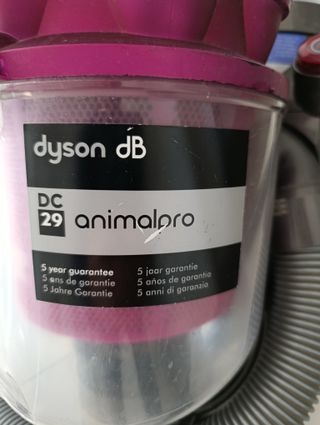 dyson dB
DC
29 animalpro
5 year guarantee
5 ans de garantie
5 Jahre Garantie
5 jaar garantie
5 años de garantia
5 anni di garanzia